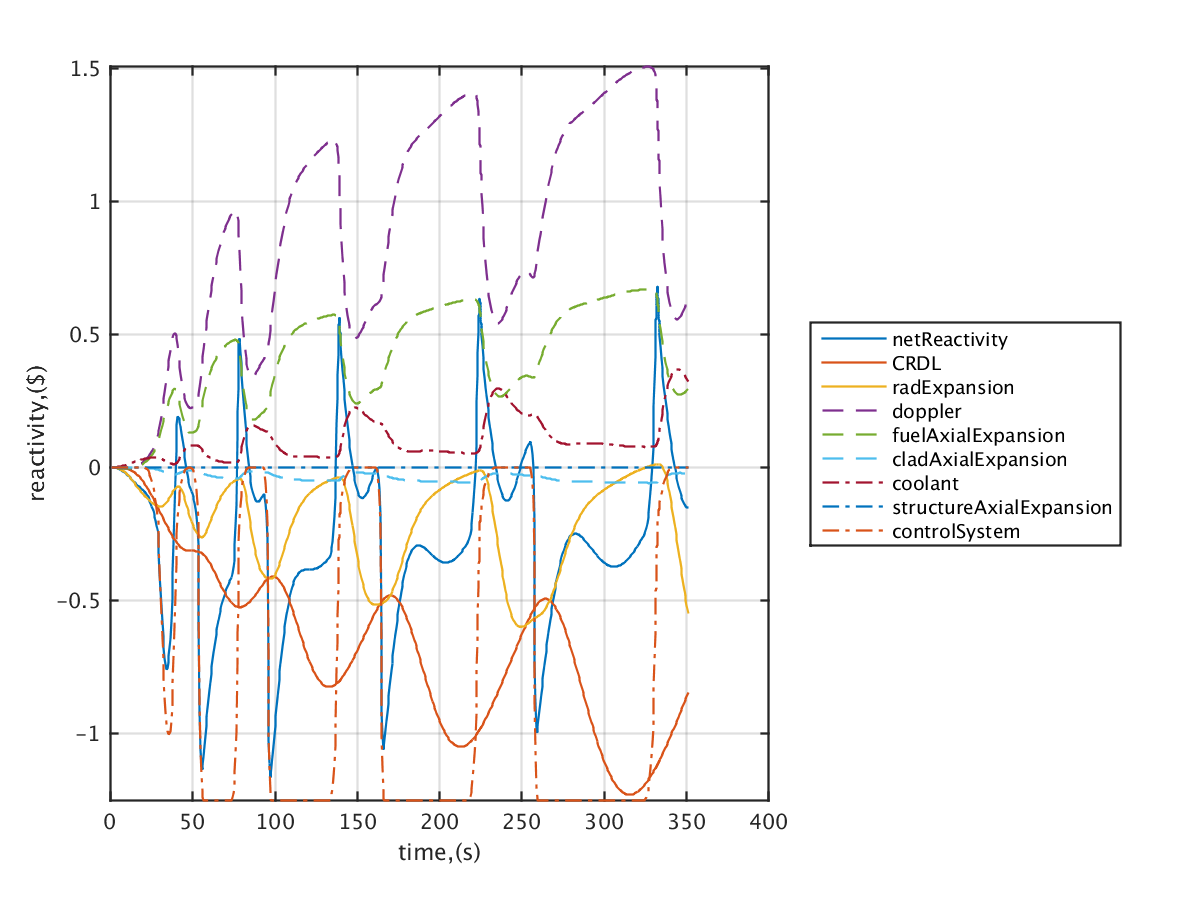 1.5
1
0.5
0
−0.5
−1
0 50 100 150 200 250 300 350 400
time,(s)
reactivity,($)
netReactivity
CRDL
radExpansion
doppler
fuelAxialExpansion
cladAxialExpansion
coolant
structureAxialExpansion
controlSystem